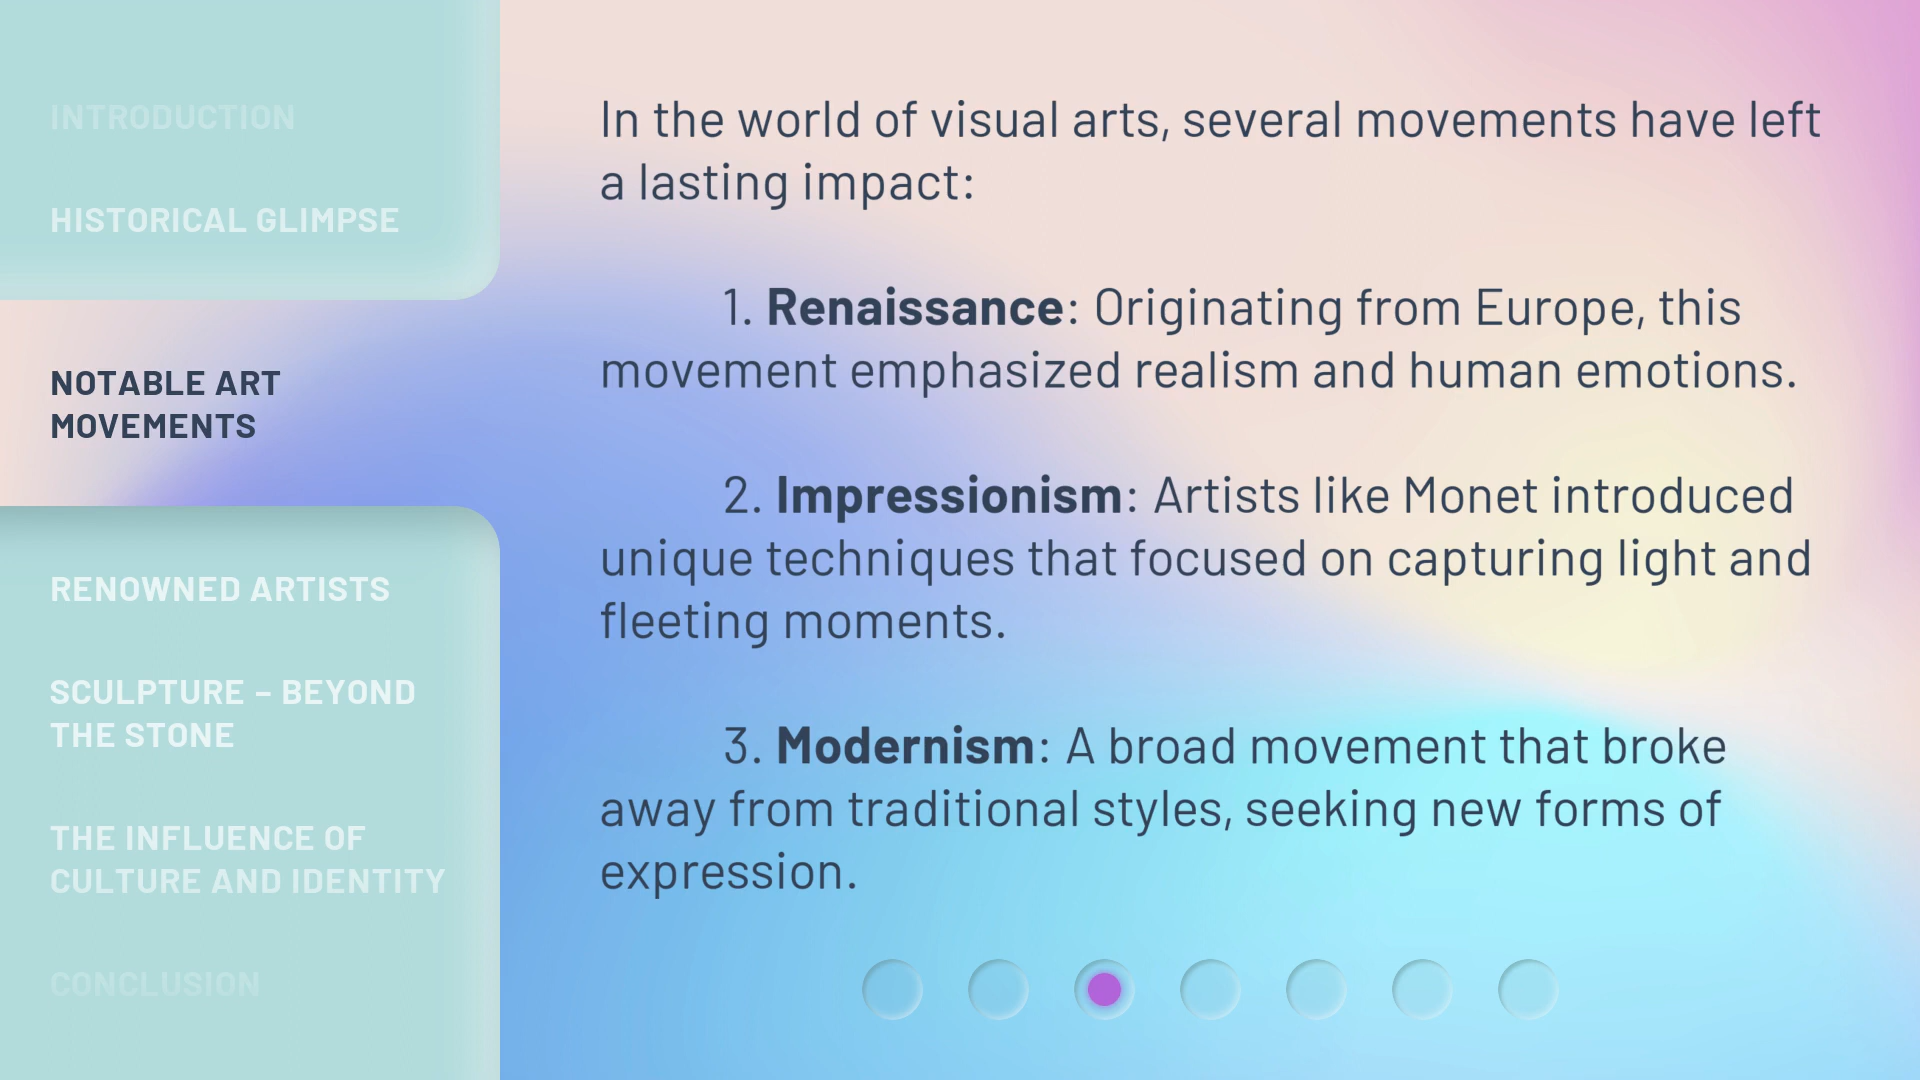 INTRODUCTION
HISTORICAL GLIMPSE
NOTABLE ART
MOVEMENTS
RENOWNED ARTISTS
SCULPTURE – BEYOND
THE STONE
THE INFLUENCE OF
CULTURE AND IDENTITY
CONCLUSION
In the world of visual arts, several movements have left
a lasting impact:
1. Renaissance: Originating from Europe, this
movement emphasized realism and human emotions.
2. Impressionism: Artists like Monet introduced
unique techniques that focused on capturing light and
fleeting moments.
3. Modernism: A broad movement that broke
away from traditional styles, seeking new forms of
expression.